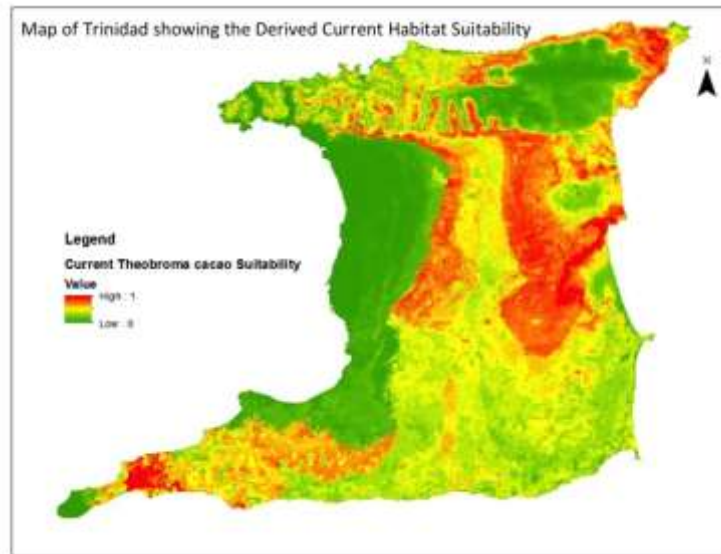 Map of Trinidad showing the Derived Current Habitat Suitability
Legend
Current Theobroma cacao Suitability
Value
High : 1
Low : 0